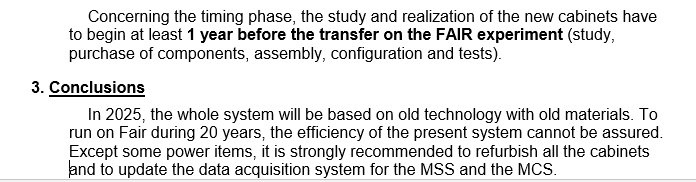 Concerning the timing phase, the study and realization of the new cabinets have
to begin at least 1 year before the transfer on the FAIR experiment (study,
purchase of components, assembly, configuration and tests).
3. Conclusions
In 2025, the whole system will be based on old technology with old materials. To
run on Fair during 20 years, the efficiency of the present system cannot be assured.
Except some power items, it is strongly recommended to refurbish all the cabinets
and to update the data acquisition system for the MSS and the MCS.